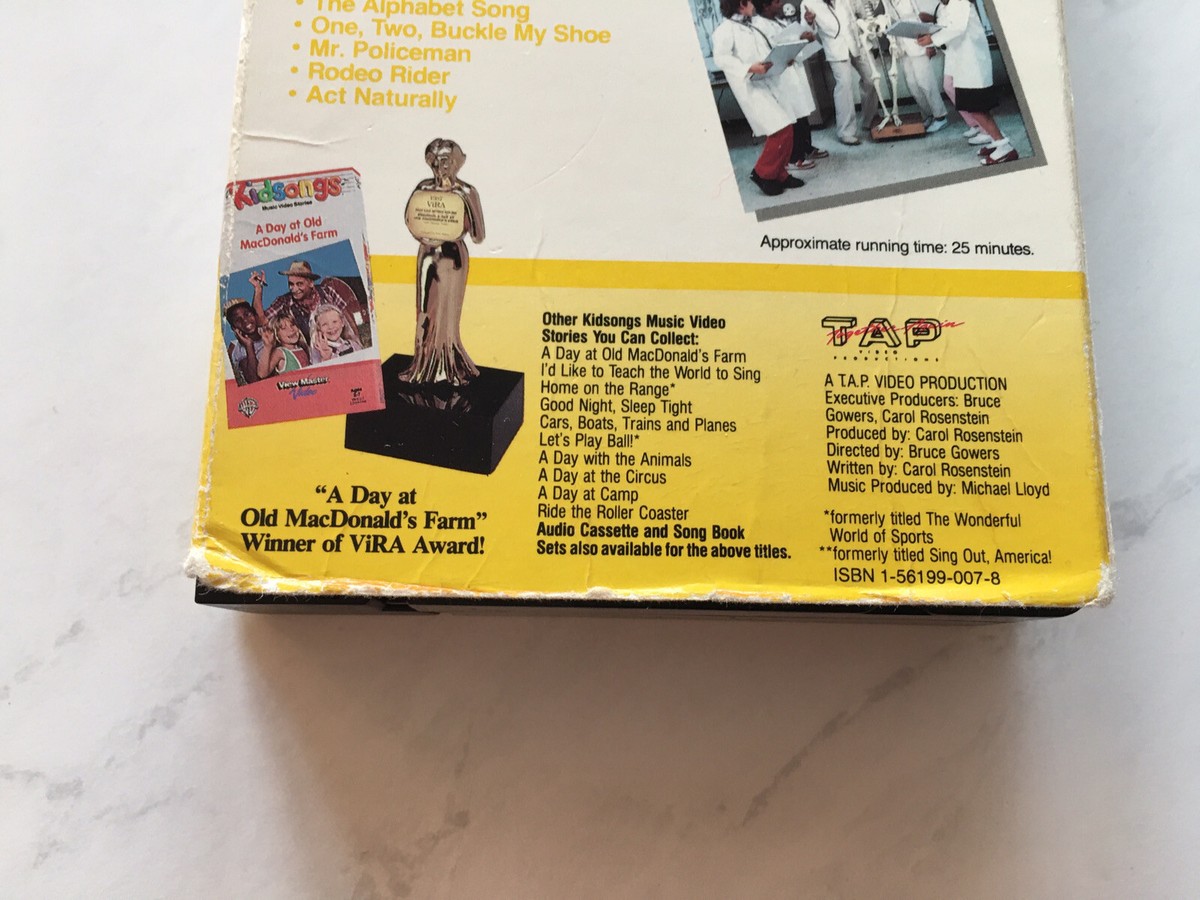 • The Alphabet Song
• One, Two, Buckle My Shoe
• Mr. Policeman
• Rodeo Rider
• Act Naturally
Kidsongs
Music Video Stories
A Day at Old
MacDonald's Farm
View-Master
Video
ViRA
Approximate running time: 25 minutes.
"A Day at
Old MacDonald's Farm"
Winner of ViRA Award!
Other Kidsongs Music Video
Stories You Can Collect:
A Day at Old MacDonald's Farm
I'd Like to Teach the World to Sing
Home on the Range*
Good Night, Sleep Tight
Cars, Boats, Trains and Planes
Let's Play Ball!*
A Day with the Animals
A Day at the Circus
A Day at Camp
Ride the Roller Coaster
Audio Cassette and Song Book
Sets also available for the above titles.
TAP
Together Again
VIDEO
PRODUCTIONS
A T.A.P. VIDEO PRODUCTION
Executive Producers: Bruce
Gowers, Carol Rosenstein
Produced by: Carol Rosenstein
Directed by: Bruce Gowers
Written by: Carol Rosenstein
Music Produced by: Michael Lloyd
*formerly titled The Wonderful
World of Sports
**formerly titled Sing Out, America!
ISBN 1-56199-007-8